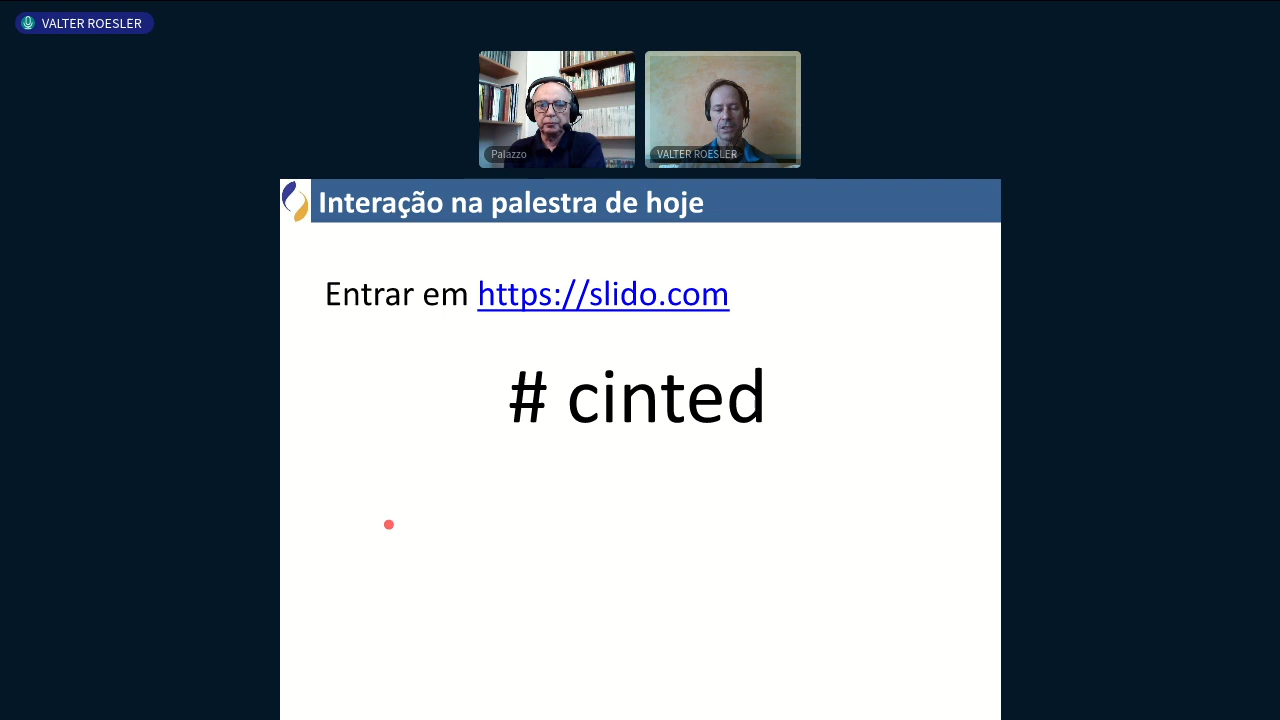 VALTER ROESLER
Palazzo
VALTER ROESLER
Interação na palestra de hoje
Entrar em https://slido.com
# cinted